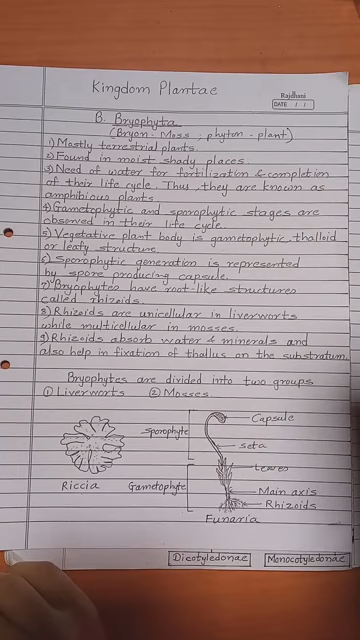 Kingdom Plantae
Rajdhani
DATE / /
B. Bryophyta
(Bryon - Moss ; phyton - plant)
1) Mostly terrestrial plants.
2) Found in moist shady places.
3) Need of water for fertilization & completion
of their life cycle. Thus, they are known as
amphibious plants.
4) Gametophytic and sporophytic stages are
observed in their life cycle.
5) Vegetative plant body is gametophytic, thalloid
or leafy structure.
6) Sporophytic generation is represented
by spore producing capsule.
7) Bryophytes have root-like structures
called rhizoids.
8) Rhizoids are unicellular in liverworts
while multicellular in mosses.
9) Rhizoids absorb water & minerals and
also help in fixation of thallus on the substratum.
Bryophytes are divided into two groups
① Liverworts ② Mosses.
Capsule
Sporophyte
Seta
Leaves
Riccia Gametophyte Main axis
Rhizoids
Funaria
Dicotyledonae Monocotyledonae